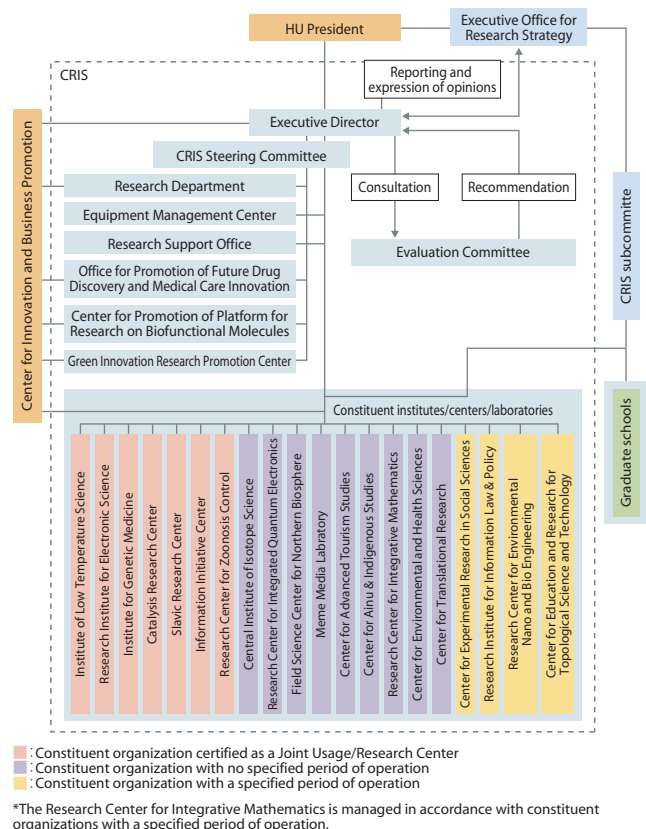 HU President
Executive Office for
Research Strategy
CRIS
Reporting and
expression of opinions
Executive Director
CRIS Steering Committee
Research Department
Equipment Management Center
Research Support Office
Office for Promotion of Future Drug
Discovery and Medical Care Innovation
Center for Promotion of Platform for
Research on Biofunctional Molecules
Green Innovation Research Promotion Center
Consultation
Recommendation
Evaluation Committee
Center for Innovation and Business Promotion
CRIS subcommitte
Graduate schools
Constituent institutes/centers/laboratories
Institute of Low Temperature Science
Research Institute for Electronic Science
Institute for Genetic Medicine
Catalysis Research Center
Slavic Research Center
Information Initiative Center
Research Center for Zoonosis Control
Central Institute of Isotope Science
Research Center for Integrated Quantum Electronics
Field Science Center for Northern Biosphere
Meme Media Labratory
Center for Advanced Tourism Studies
Center for Ainu & Indigenous Studies
Research Center for Integrative Mathematics
Center for Environmental and Health Sciences
Center for Translational Research
Center for Experimental Research in Social Sciences
Research Institute for Information Law & Policy
Research Center for Environmental
Nano and Bio Engineering
Center for Education and Research for
Topological Science and Technology
:Constituent organization certified as a Joint Usage/Research Center
:Constituent organization with no specified period of operation
:Constituent organization with a specified period of operation
*The Research Center for Integrative Mathematics is managed in accordance with constituent
organizations with a specified period of operation.